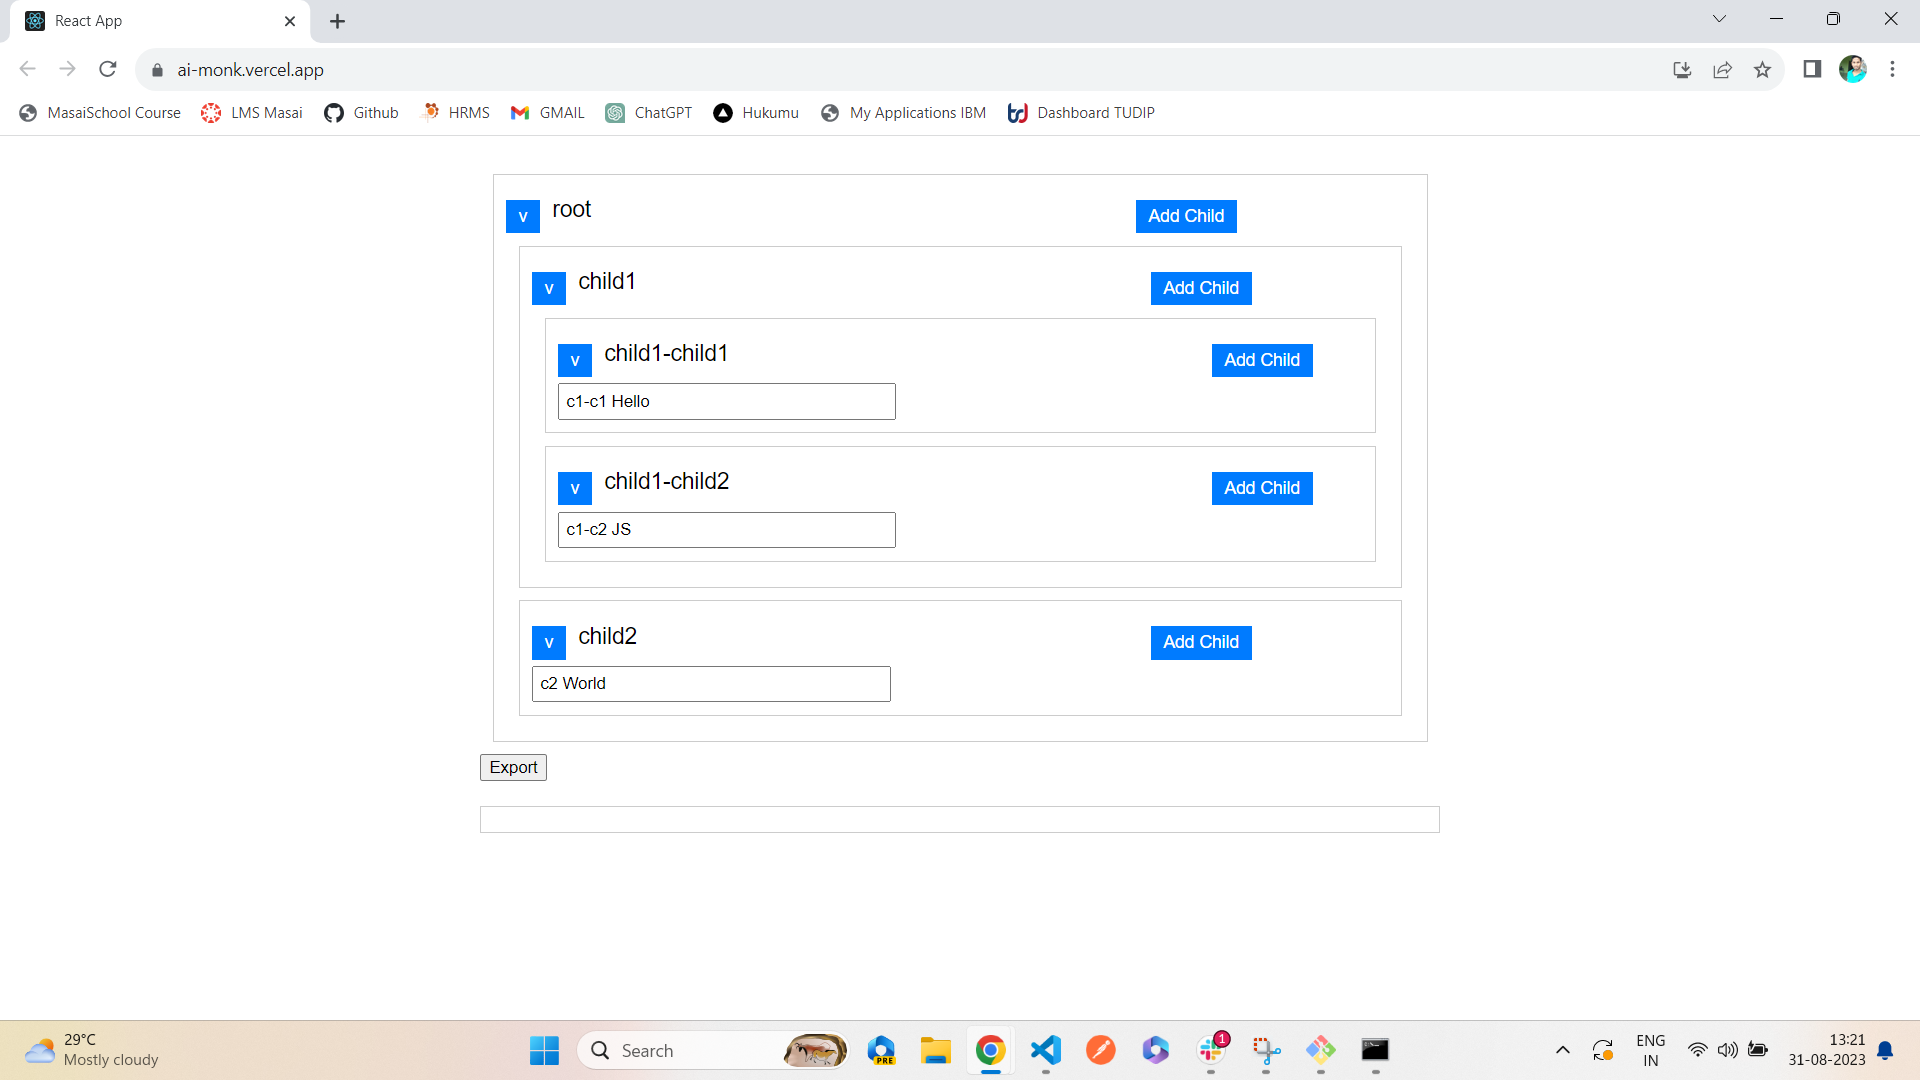 React App
ai-monk.vercel.app
MasaiSchool Course LMS Masai Github HRMS GMAIL ChatGPT Hukumu My Applications IBM Dashboard TUDIP
v root Add Child
v child1 Add Child
v child1-child1 Add Child
c1-c1 Hello
v child1-child2 Add Child
c1-c2 JS
v child2 Add Child
c2 World
Export
29°C
Mostly cloudy
Search
PRE
1
ENG
IN
13:21
31-08-2023